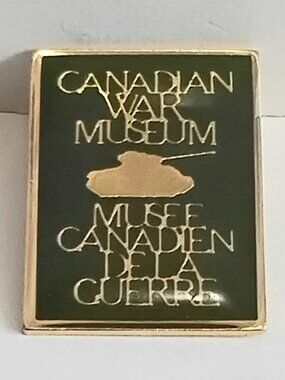 CANADIAN
WAR
MUSEUM
MUSEE
CANADIEN
DE LA
GUERRE